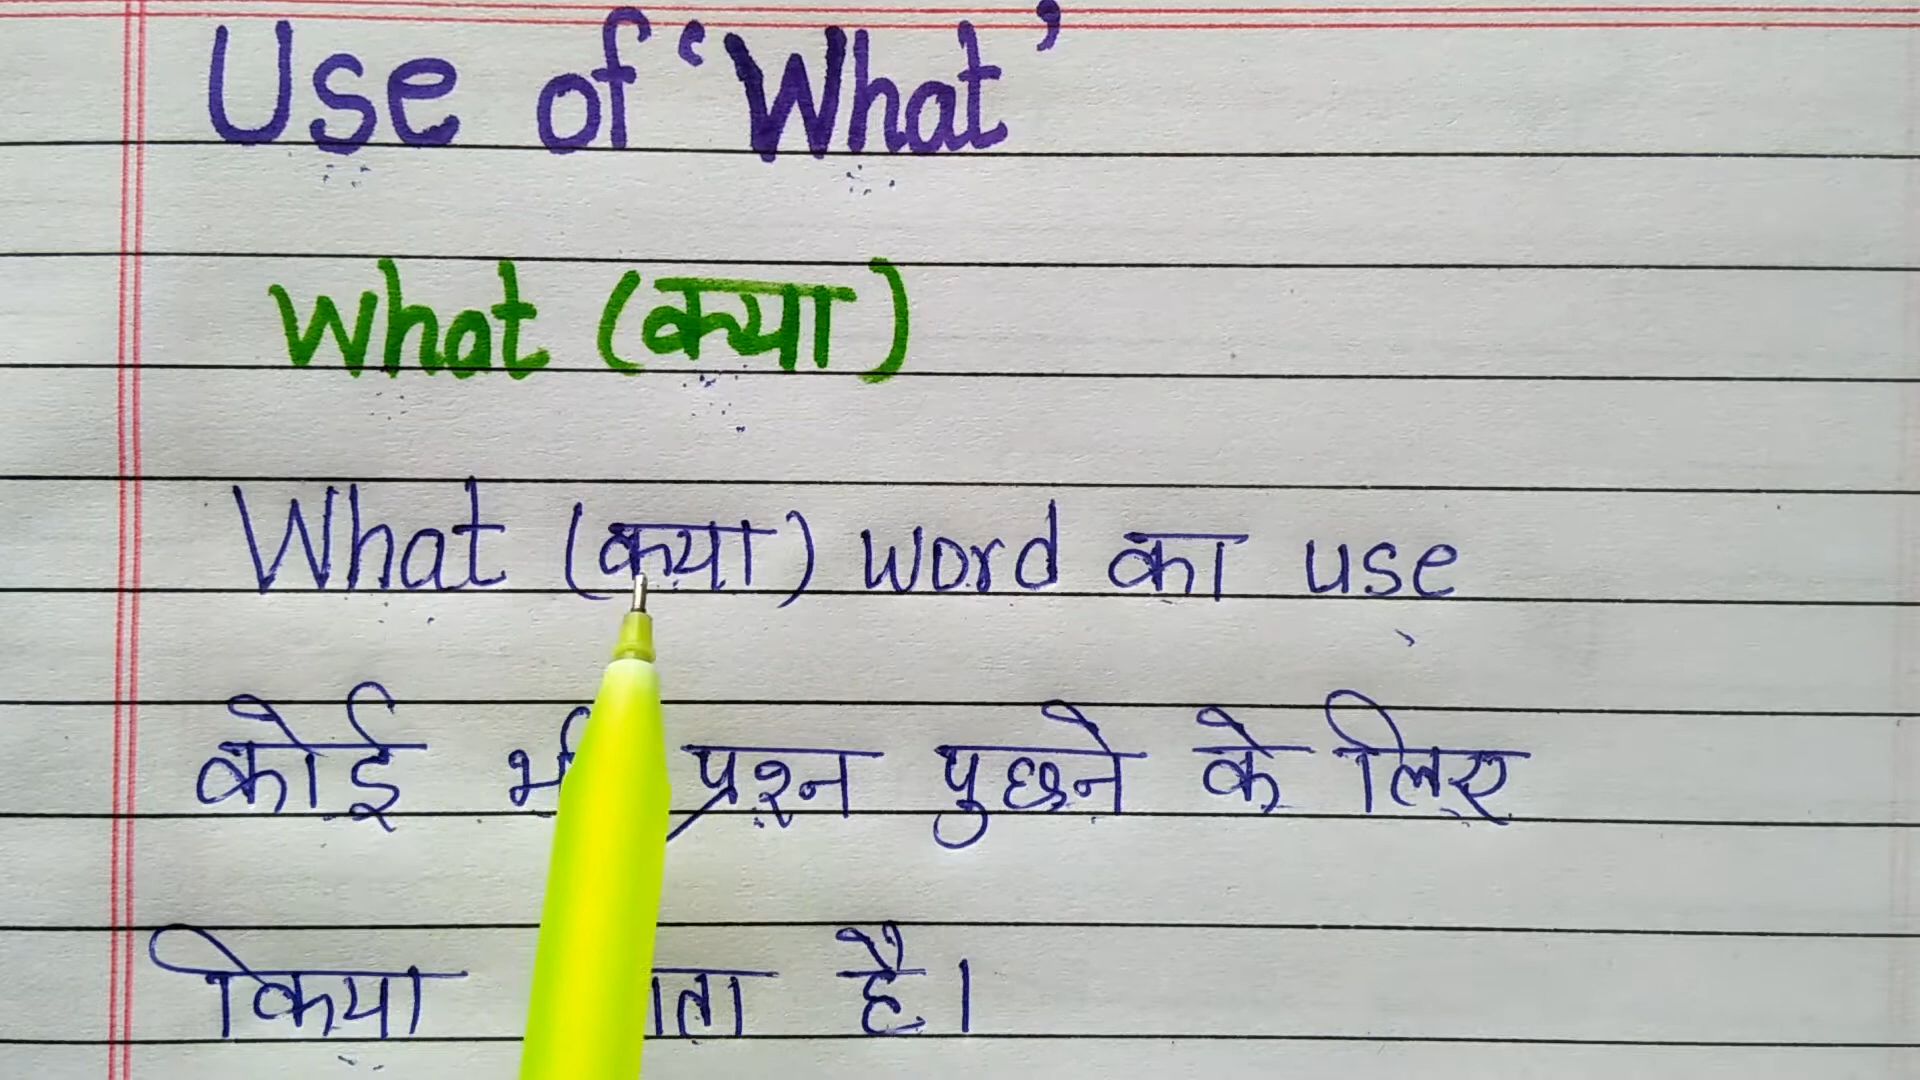 Use of 'What'
What (क्या)
What (क्या) word का use
कोई प्रश्न पुछने के लिए
किया है।